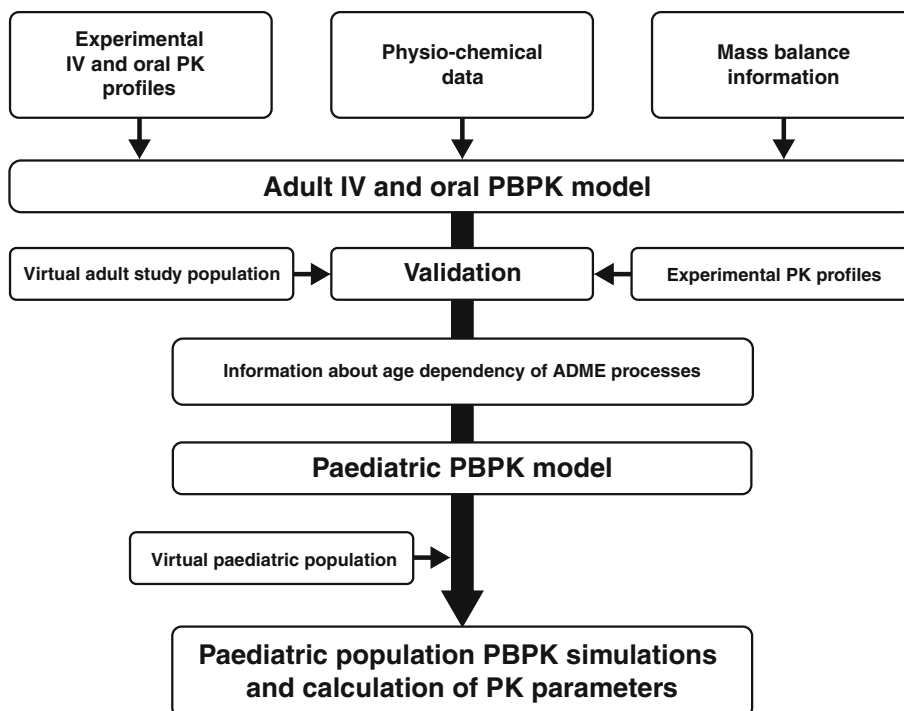 Experimental
IV and oral PK
profiles
Physio-chemical
data
Mass balance
information
Adult IV and oral PBPK model
Virtual adult study population
Validation
Experimental PK profiles
Information about age dependency of ADME processes
Paediatric PBPK model
Virtual paediatric population
Paediatric population PBPK simulations
and calculation of PK parameters